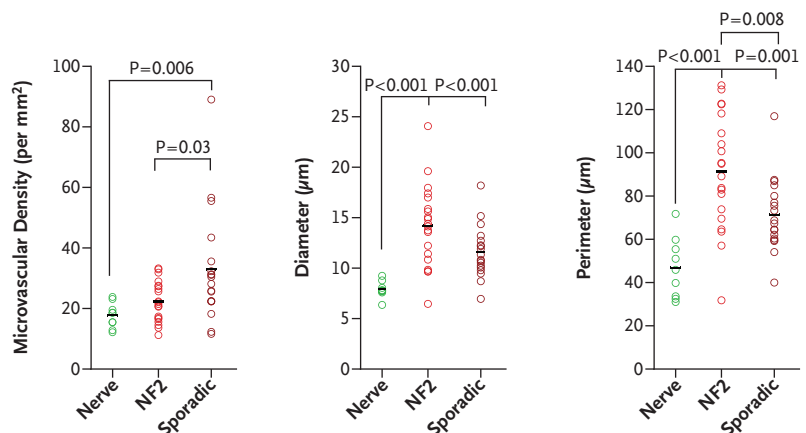 Microvascular Density (per mm²)
100
80
60
40
20
0
P=0.006
P=0.03
Nerve
NF2
Sporadic
Diameter (µm)
30
25
20
15
10
5
0
P<0.001
P<0.001
Nerve
NF2
Sporadic
Perimeter (µm)
140
120
100
80
60
40
20
0
P=0.008
P<0.001
P=0.001
Nerve
NF2
Sporadic